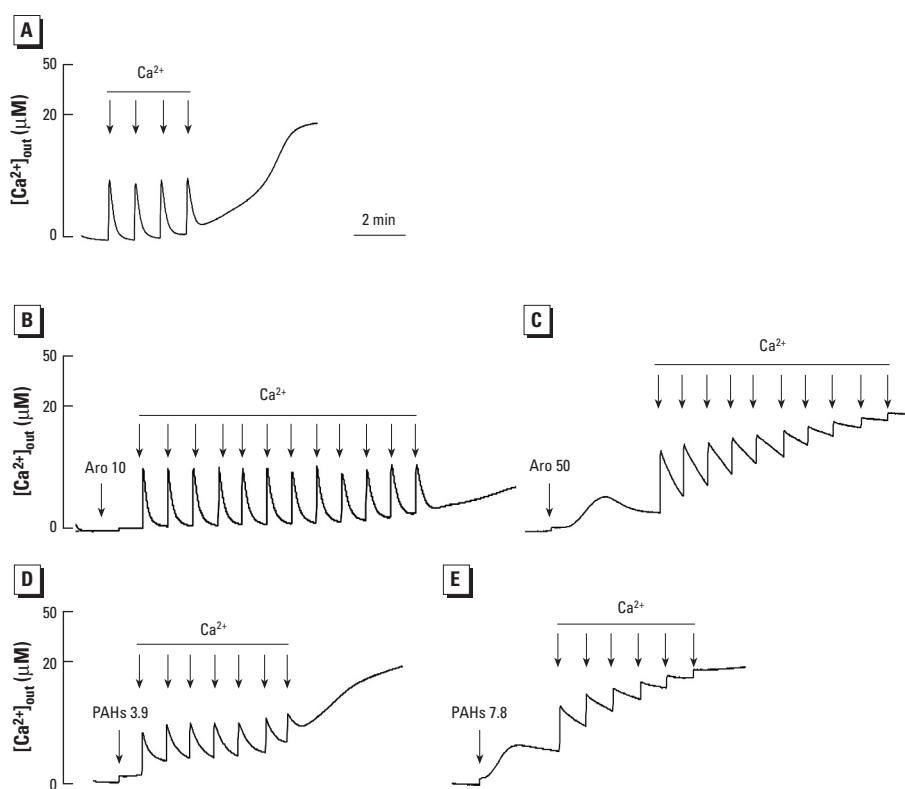 A
[Ca²⁺]out (μM)
50
20
0
Ca²⁺
2 min
B
[Ca²⁺]out (μM)
50
20
0
Aro 10
Ca²⁺
C
Aro 50
Ca²⁺
D
[Ca²⁺]out (μM)
50
20
0
PAHs 3.9
Ca²⁺
E
PAHs 7.8
Ca²⁺